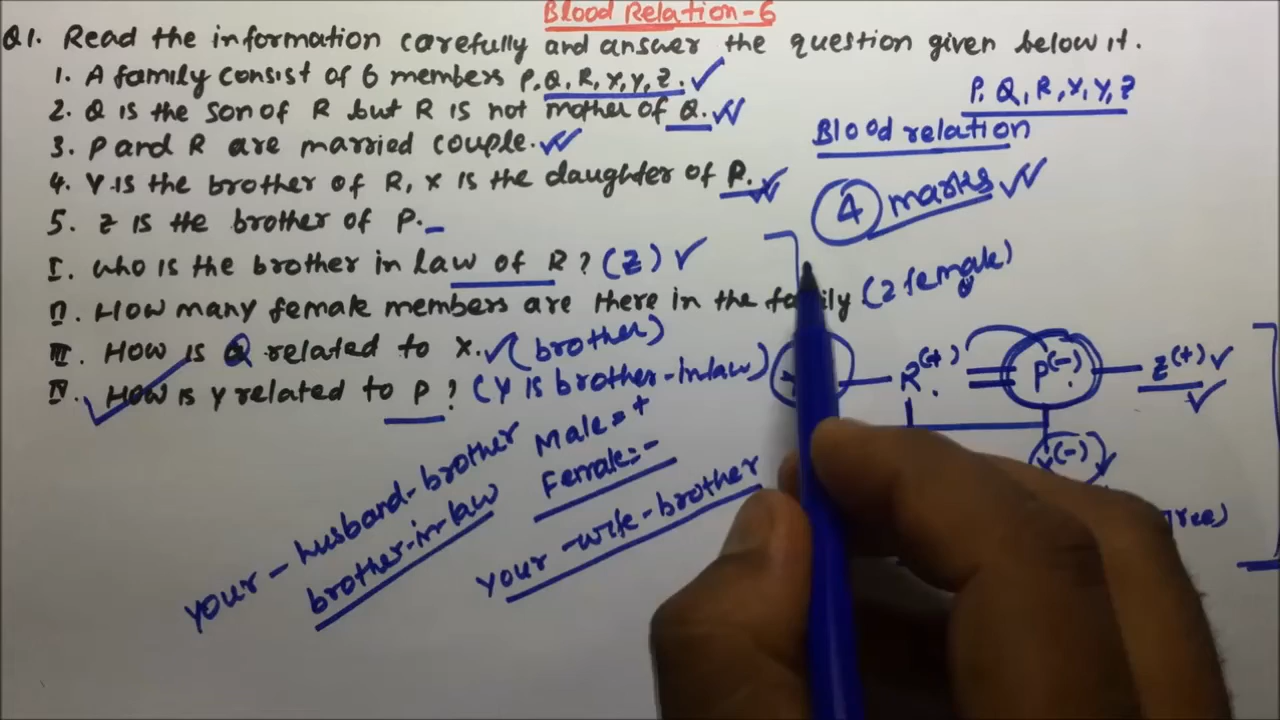 Blood Relation-6
Q1. Read the information carefully and answer the question given below it.
1. A family consist of 6 members P, Q, R, X, Y, Z.
2. Q is the son of R but R is not mother of Q.
3. P and R are married couple.
4. Y is the brother of R, X is the daughter of P.
5. Z is the brother of P.
I. who is the brother in law of R? (Z)
II. How many female members are there in the family (2 female)
III. How is Q related to X. (brother)
IV. How is Y related to P? (Y is brother-in law)
P, Q, R, X, Y, Z
Blood relation
4 marks
R(+) P(-) Z(+)
X(-)
Male = +
Female = -
your - husband - brother
brother-in-law
your - wife - brother